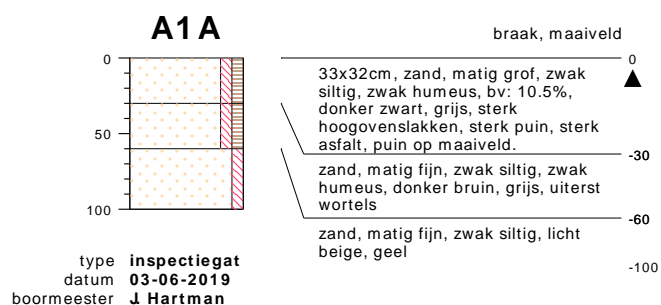 A1A
braak, maaiveld
0
0
33x32cm, zand, matig grof, zwak
siltig, zwak humeus, bv: 10.5%,
donker zwart, grijs, sterk
hoogovenslakken, sterk puin, sterk
asfalt, puin op maaiveld.
-30
50
zand, matig fijn, zwak siltig, zwak
humeus, donker bruin, grijs, uiterst
wortels
-60
100
zand, matig fijn, zwak siltig, licht
beige, geel
-100
type inspectiegat
datum 03-06-2019
boormeester J. Hartman